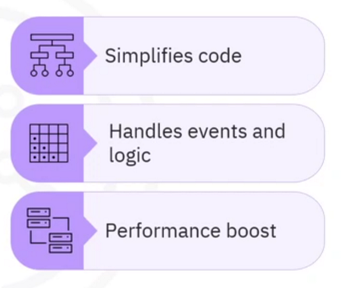 Simplifies code
Handles events and
logic
Performance boost